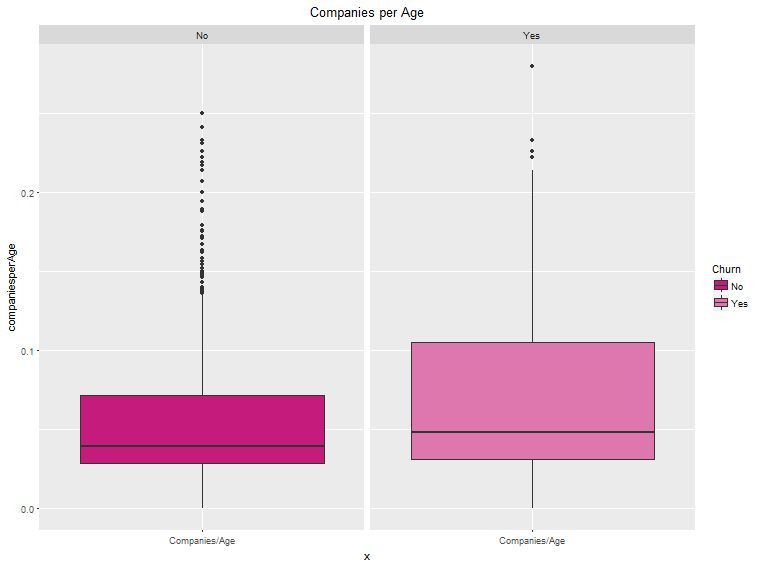 Companies per Age
No
Yes
companiesperAge
0.2
0.1
0.0
Companies/Age
Companies/Age
x
Churn
No
Yes